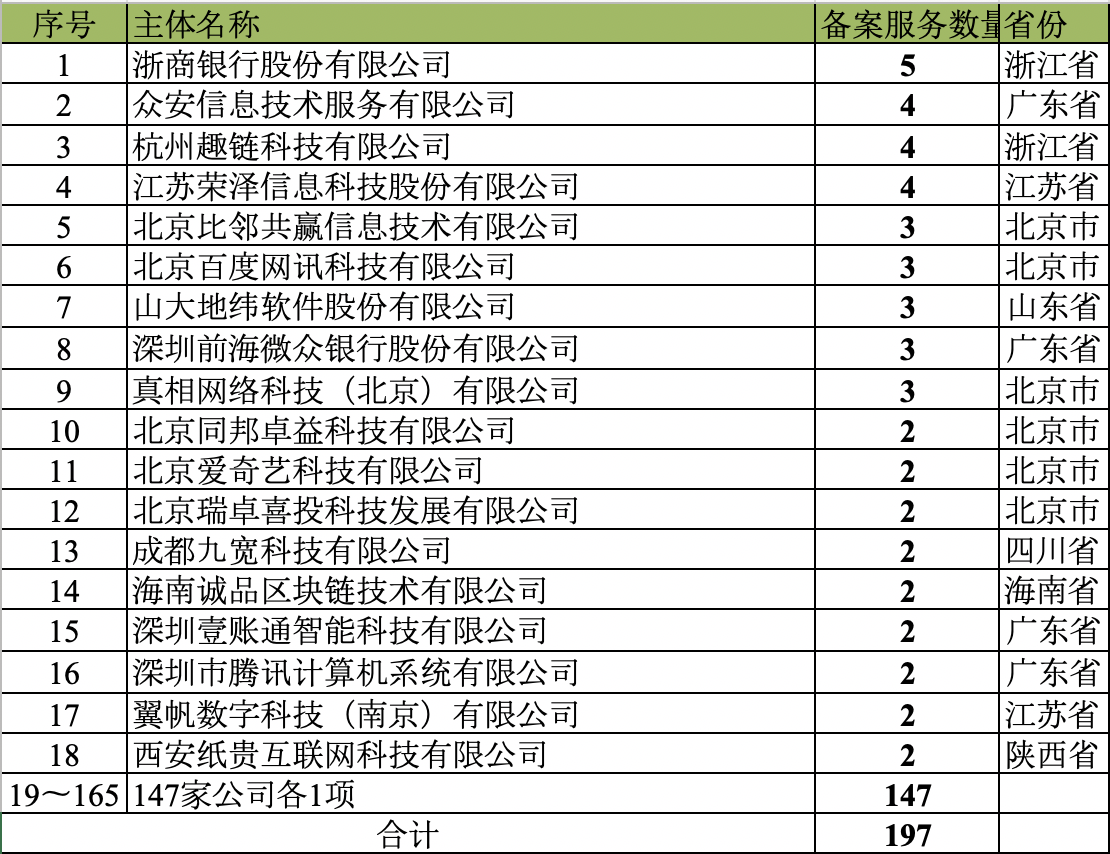 序号 主体名称 备案服务数量 省份
1 浙商银行股份有限公司 5 浙江省
2 众安信息技术服务有限公司 4 广东省
3 杭州趣链科技有限公司 4 浙江省
4 江苏荣泽信息科技股份有限公司 4 江苏省
5 北京比邻共赢信息技术有限公司 3 北京市
6 北京百度网讯科技有限公司 3 北京市
7 山大地纬软件股份有限公司 3 山东省
8 深圳前海微众银行股份有限公司 3 广东省
9 真相网络科技（北京）有限公司 3 北京市
10 北京同邦卓益科技有限公司 2 北京市
11 北京爱奇艺科技有限公司 2 北京市
12 北京瑞卓喜投科技发展有限公司 2 北京市
13 成都九宽科技有限公司 2 四川省
14 海南诚品区块链技术有限公司 2 海南省
15 深圳壹账通智能科技有限公司 2 广东省
16 深圳市腾讯计算机系统有限公司 2 广东省
17 翼帆数字科技（南京）有限公司 2 江苏省
18 西安纸贵互联网科技有限公司 2 陕西省
19～165 147家公司各1项 147
合计 197